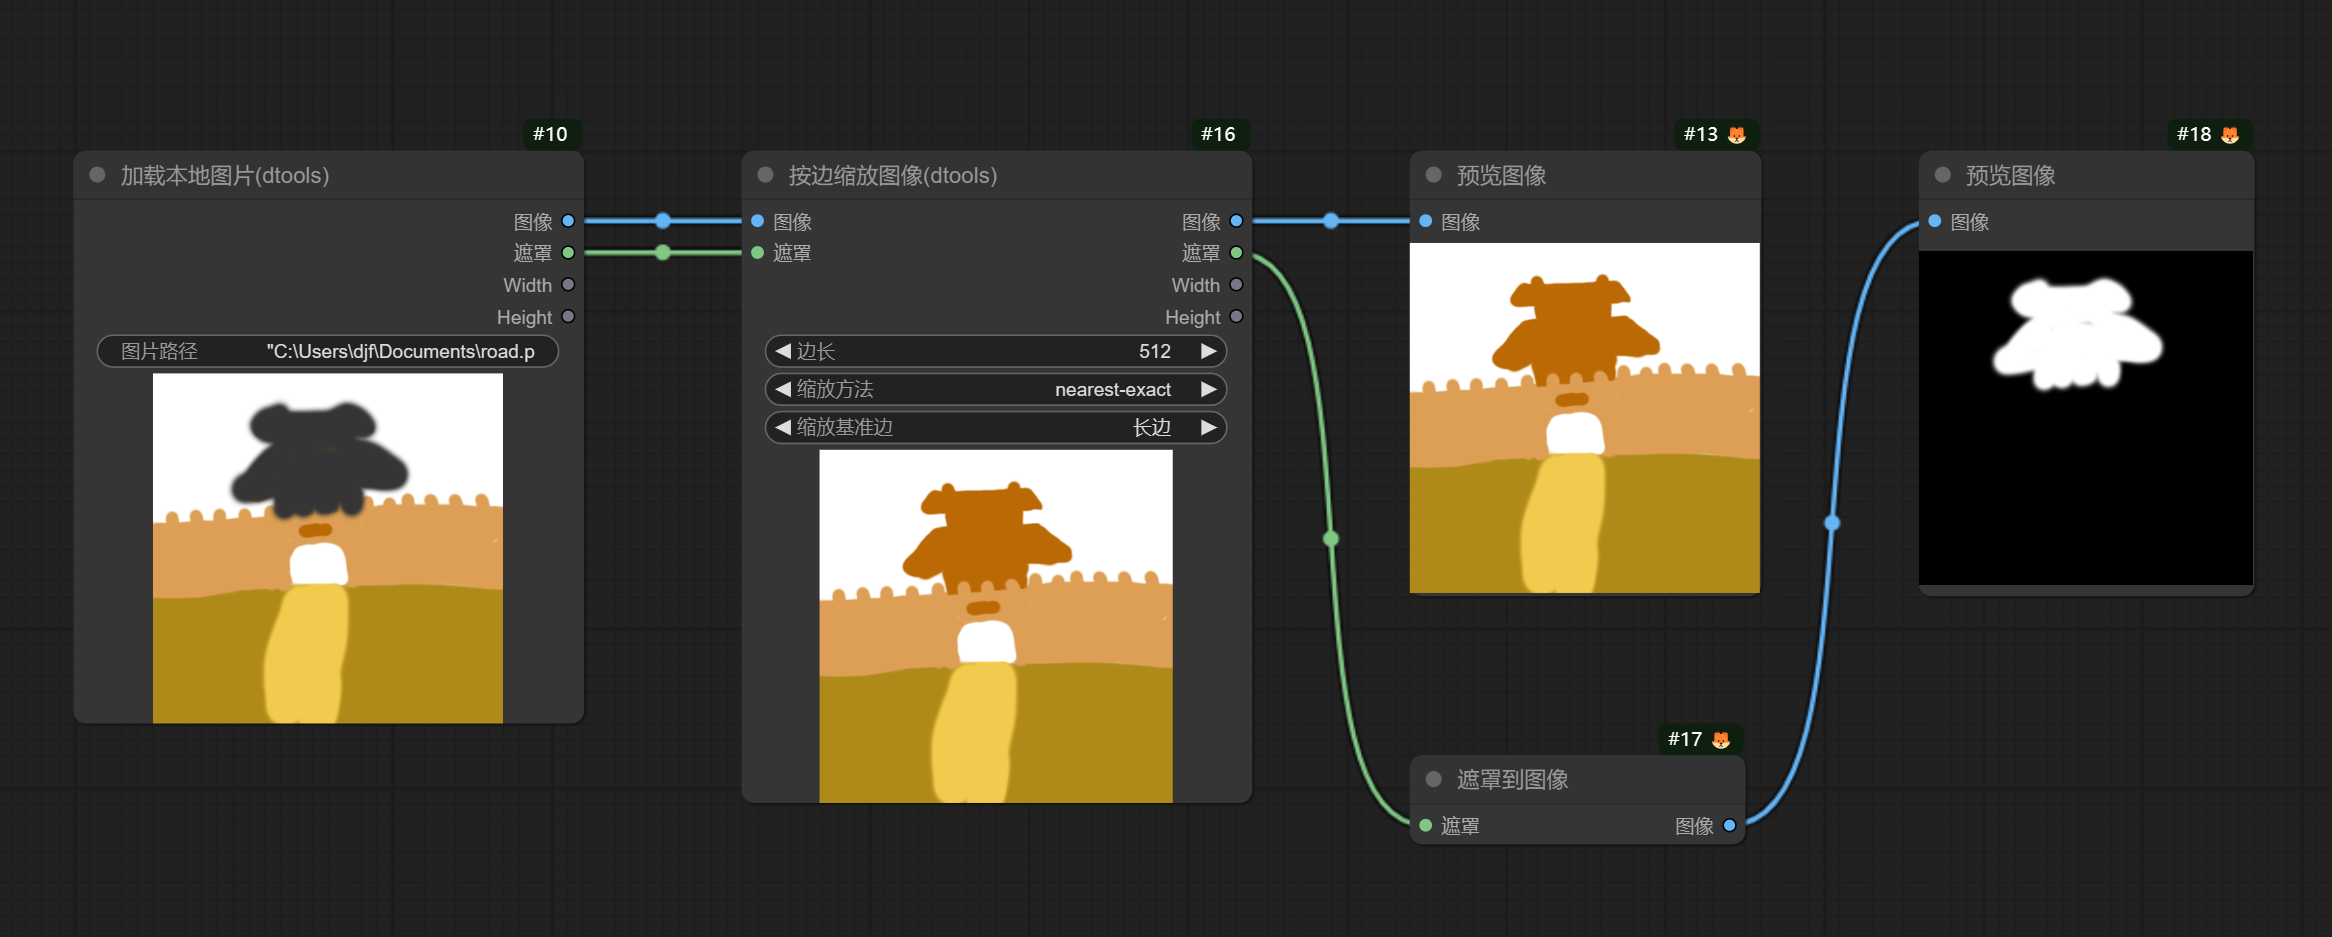 #10
加载本地图片(dtools)
图像
遮罩
Width
Height
图片路径 "C:\Users\djf\Documents\road.p
#16
按边缩放图像(dtools)
图像 图像
遮罩 遮罩
Width
Height
边长 512
缩放方法 nearest-exact
缩放基准边 长边
#13
预览图像
图像
#17
遮罩到图像
遮罩 图像
#18
预览图像
图像